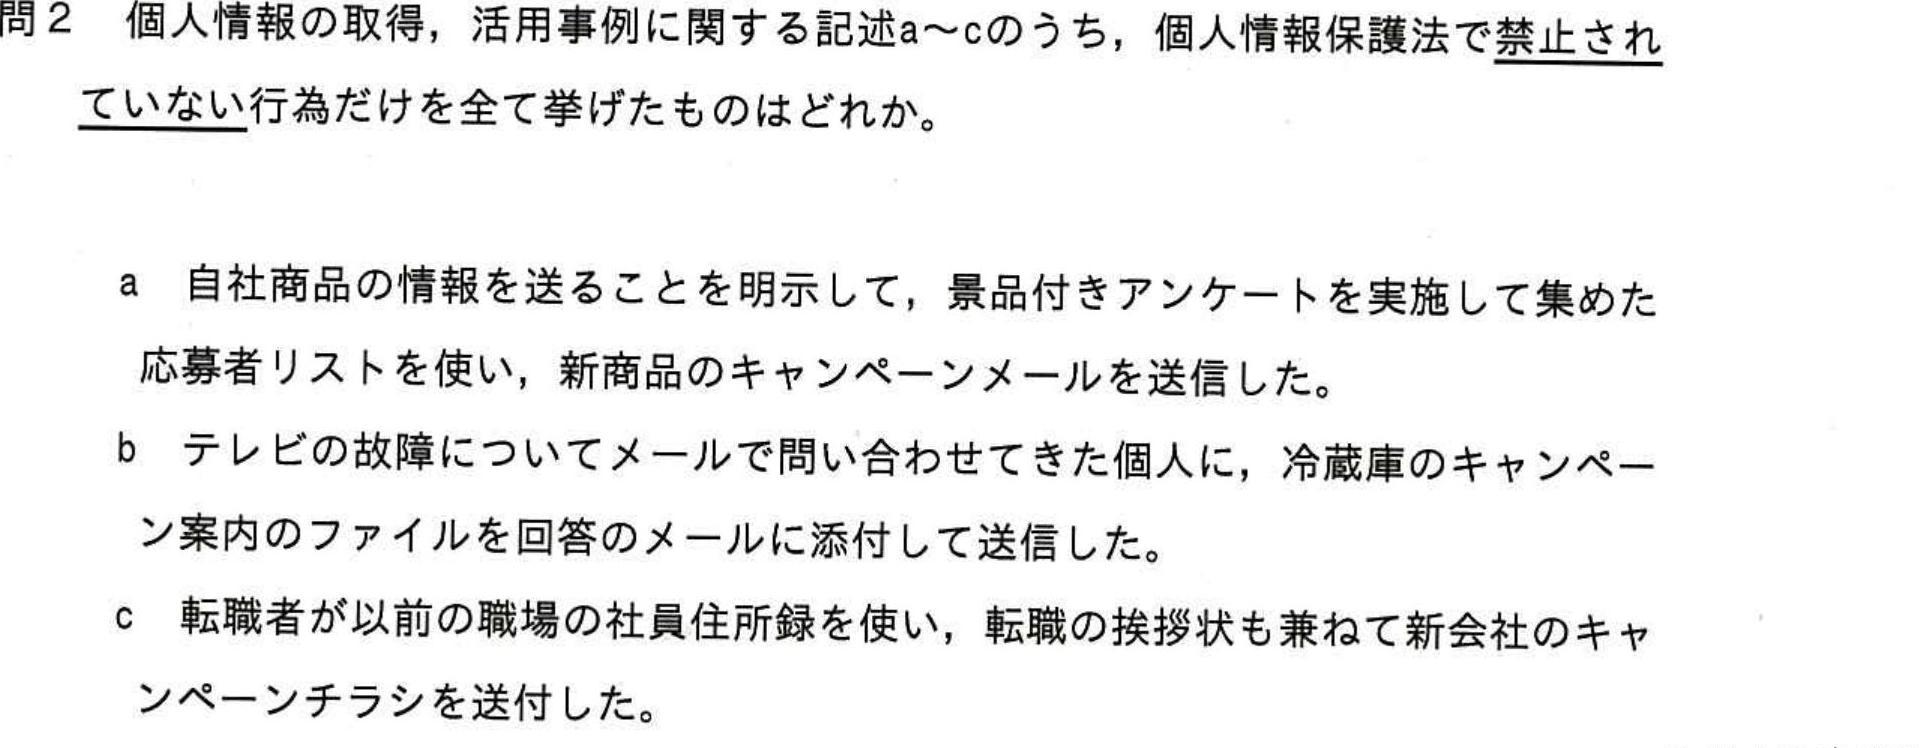 問2　個人情報の取得，活用事例に関する記述a～cのうち，個人情報保護法で禁止され
ていない行為だけを全て挙げたものはどれか。
a　自社商品の情報を送ることを明示して，景品付きアンケートを実施して集めた
応募者リストを使い，新商品のキャンペーンメールを送信した。
b　テレビの故障についてメールで問い合わせてきた個人に，冷蔵庫のキャンペー
ン案内のファイルを回答のメールに添付して送信した。
c　転職者が以前の職場の社員住所録を使い，転職の挨拶状も兼ねて新会社のキャ
ンペーンチラシを送付した。